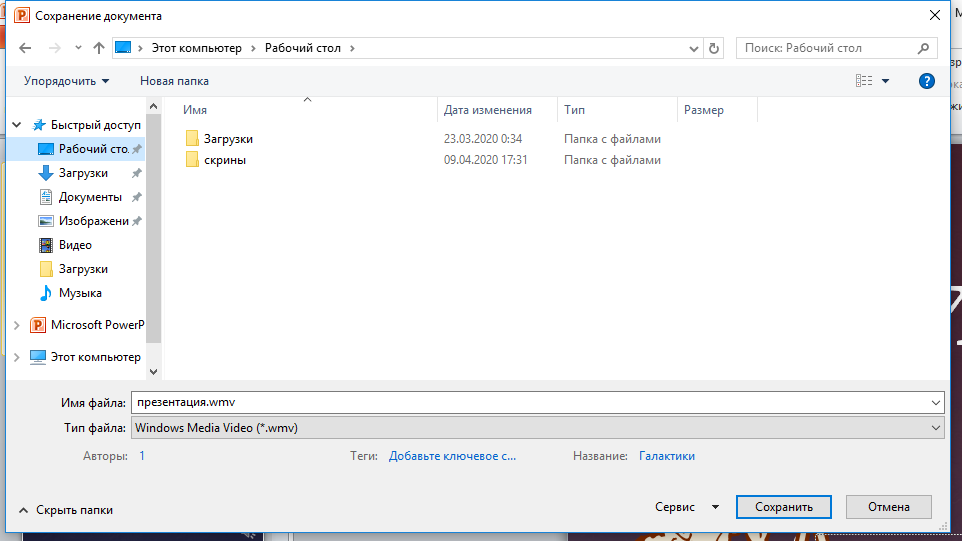 Сохранение документа
Этот компьютер
Рабочий стол
Поиск: Рабочий стол
Упорядочить
Новая папка
Имя
Дата изменения
Тип
Размер
Быстрый доступ
Рабочий сто.
Загрузки
Документы
Изображени
Видео
Загрузки
Музыка
Microsoft PowerP
Этот компьютер
Загрузки 23.03.2020 0:34 Папка с файлами
скрины 09.04.2020 17:31 Папка с файлами
Имя файла: презентация.wmv
Тип файла: Windows Media Video (*.wmv)
Авторы: 1
Теги: Добавьте ключевое с...
Название: Галактики
Скрыть папки
Сервис
Сохранить
Отмена